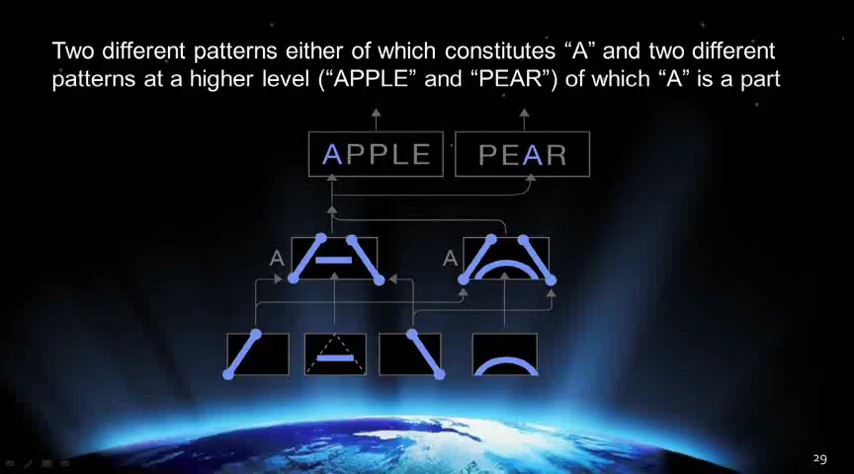 Two different patterns either of which constitutes “A” and two different
patterns at a higher level (“APPLE” and “PEAR”) of which “A” is a part
APPLE
PEAR
A
A
29